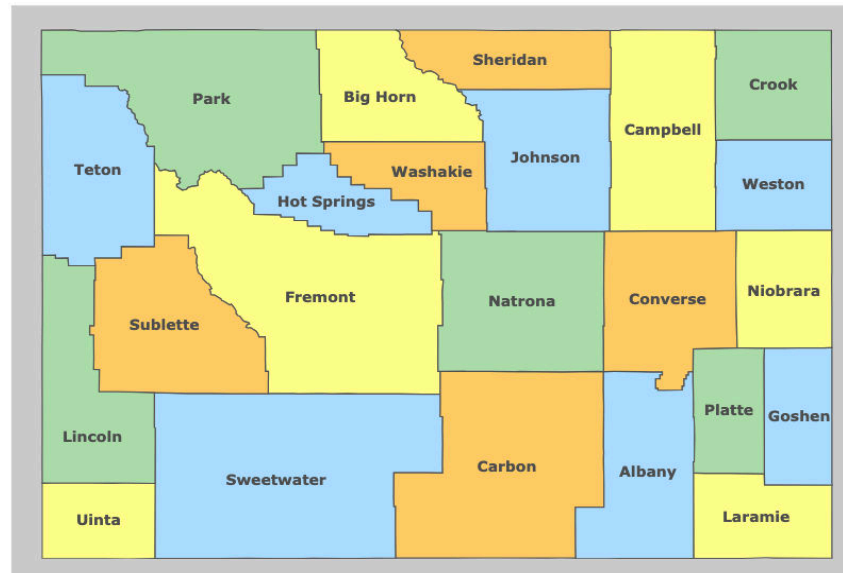 Sheridan
Park
Big Horn
Crook
Campbell
Teton
Washakie
Johnson
Weston
Hot Springs
Fremont
Natrona
Converse
Niobrara
Sublette
Platte
Goshen
Lincoln
Sweetwater
Carbon
Albany
Uinta
Laramie